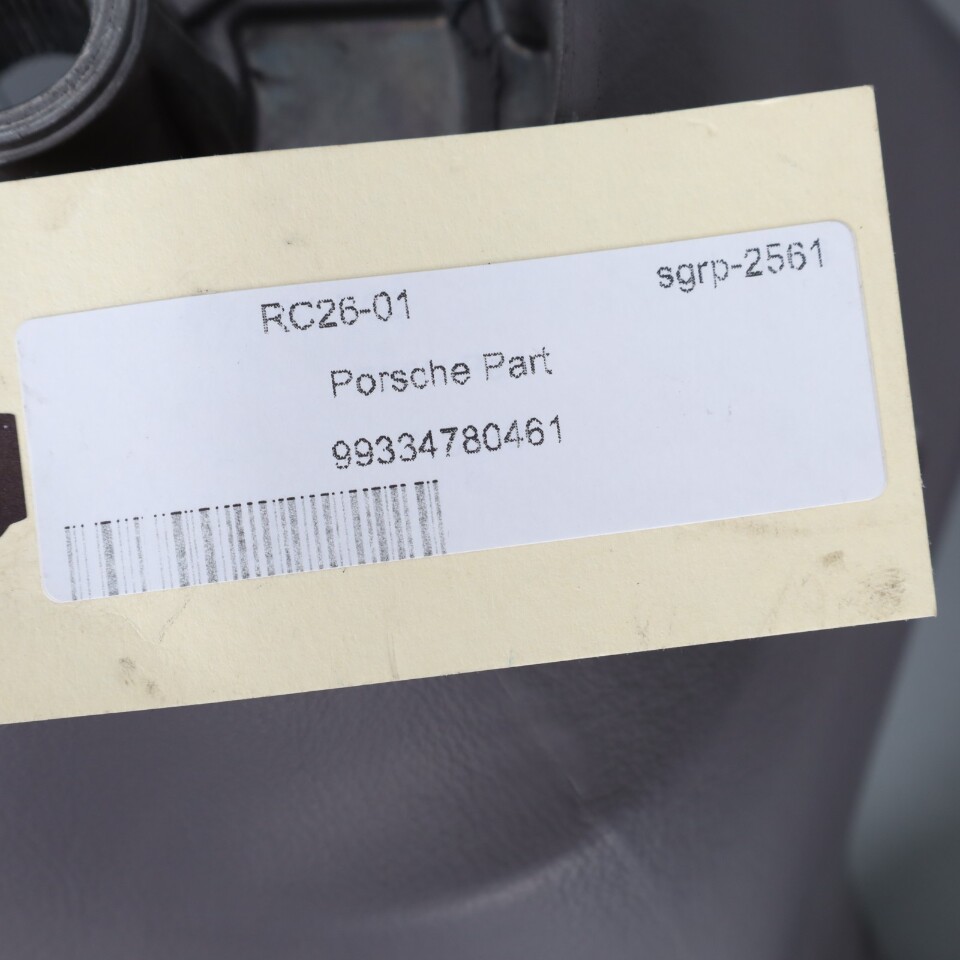 sgrp-2561
RC26-01
Porsche Part
99334780461